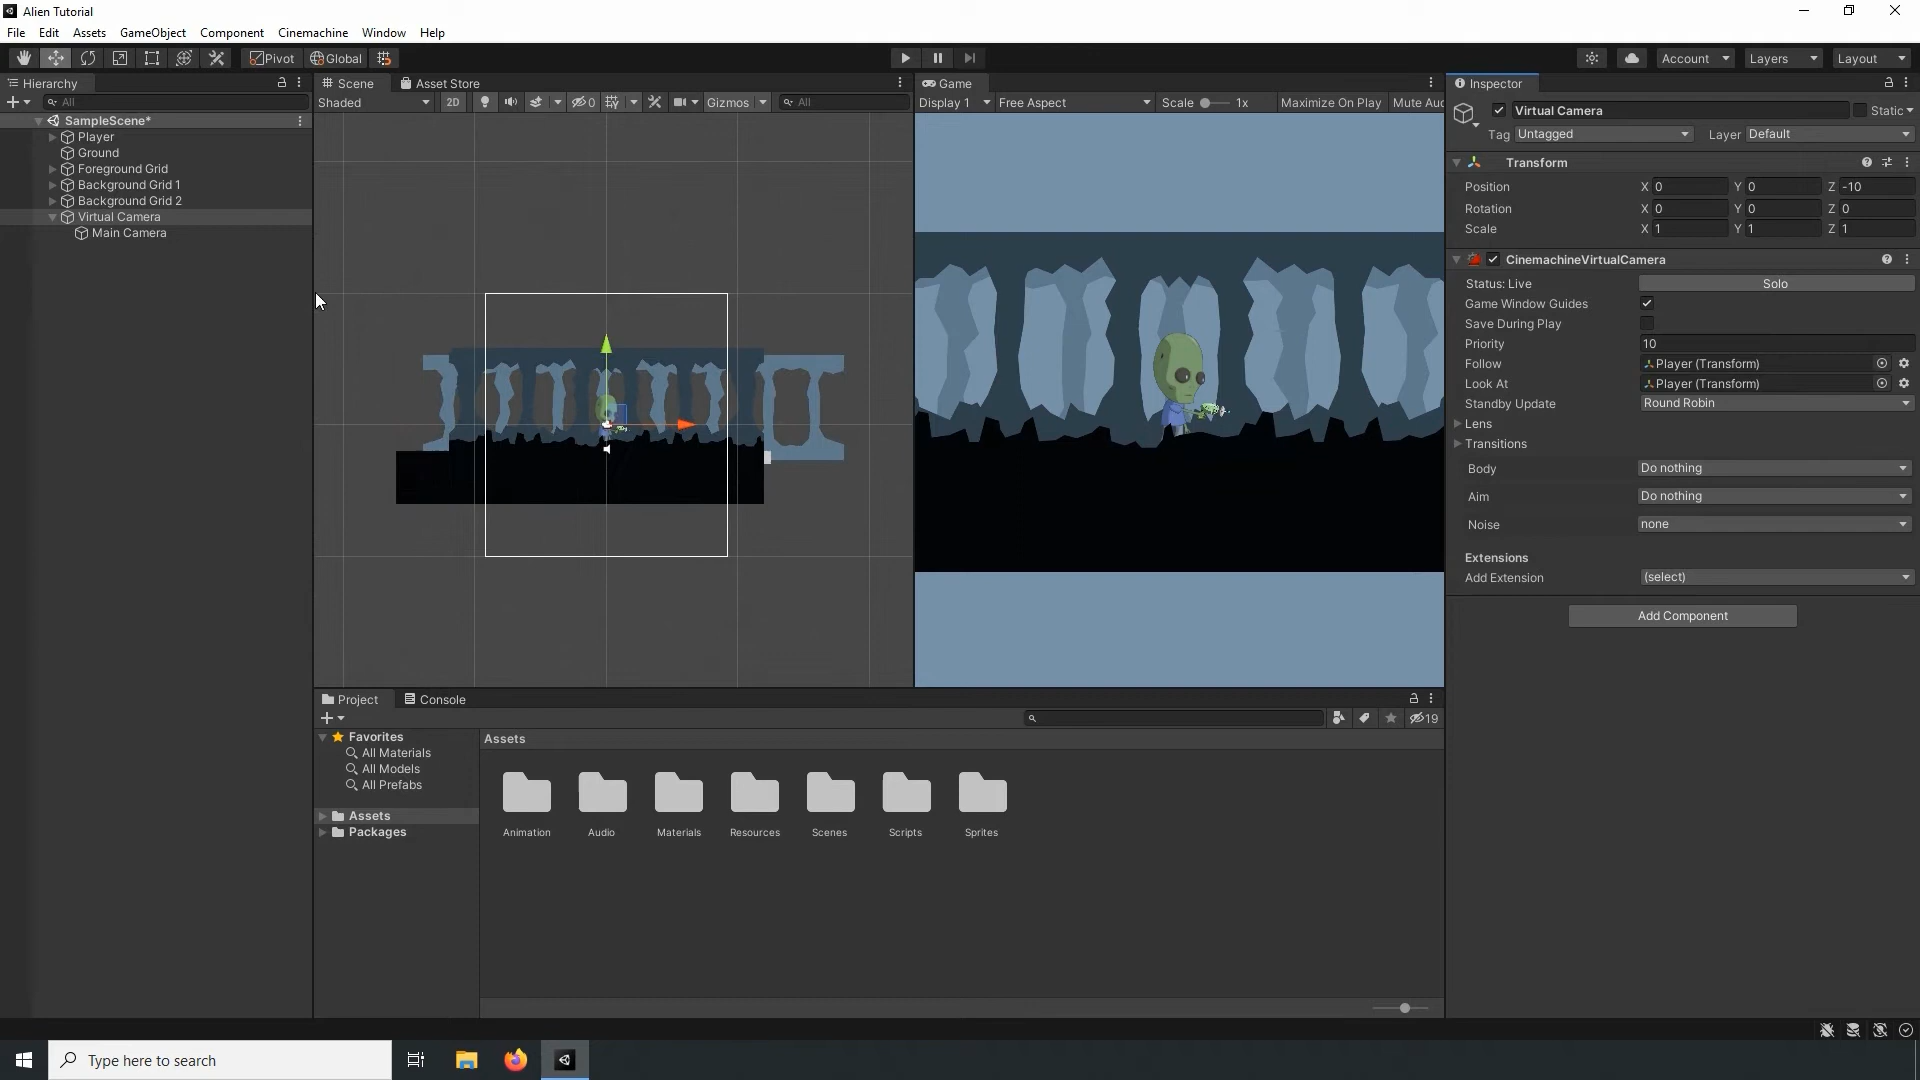 Alien Tutorial
File Edit Assets GameObject Component Cinemachine Window Help
Pivot Global Account Layers Layout
Hierarchy
All
SampleScene*
Player
Ground
Foreground Grid
Background Grid 1
Background Grid 2
Virtual Camera
Main Camera
Scene Asset Store
Shaded 2D 0 Gizmos All
Game
Display 1 Free Aspect Scale 1x Maximize On Play Mute Aud
Inspector
Virtual Camera Static
Tag Untagged Layer Default
Transform
Position X 0 Y 0 Z -10
Rotation X 0 Y 0 Z 0
Scale X 1 Y 1 Z 1
CinemachineVirtualCamera
Status: Live Solo
Game Window Guides
Save During Play
Priority 10
Follow Player (Transform)
Look At Player (Transform)
Standby Update Round Robin
Lens
Transitions
Body Do nothing
Aim Do nothing
Noise none
Extensions
Add Extension (select)
Add Component
Project Console
19
Favorites
All Materials
All Models
All Prefabs
Assets
Packages
Assets
Animation Audio Materials Resources Scenes Scripts Sprites
Type here to search